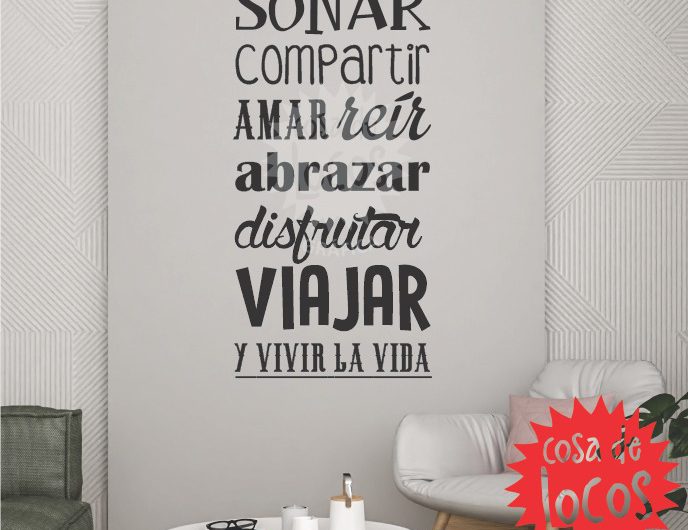 SOÑAR
compartir
AMAR reír
abrazar
disfrutar
VIAJAR
Y VIVIR LA VIDA
cosa de
locos